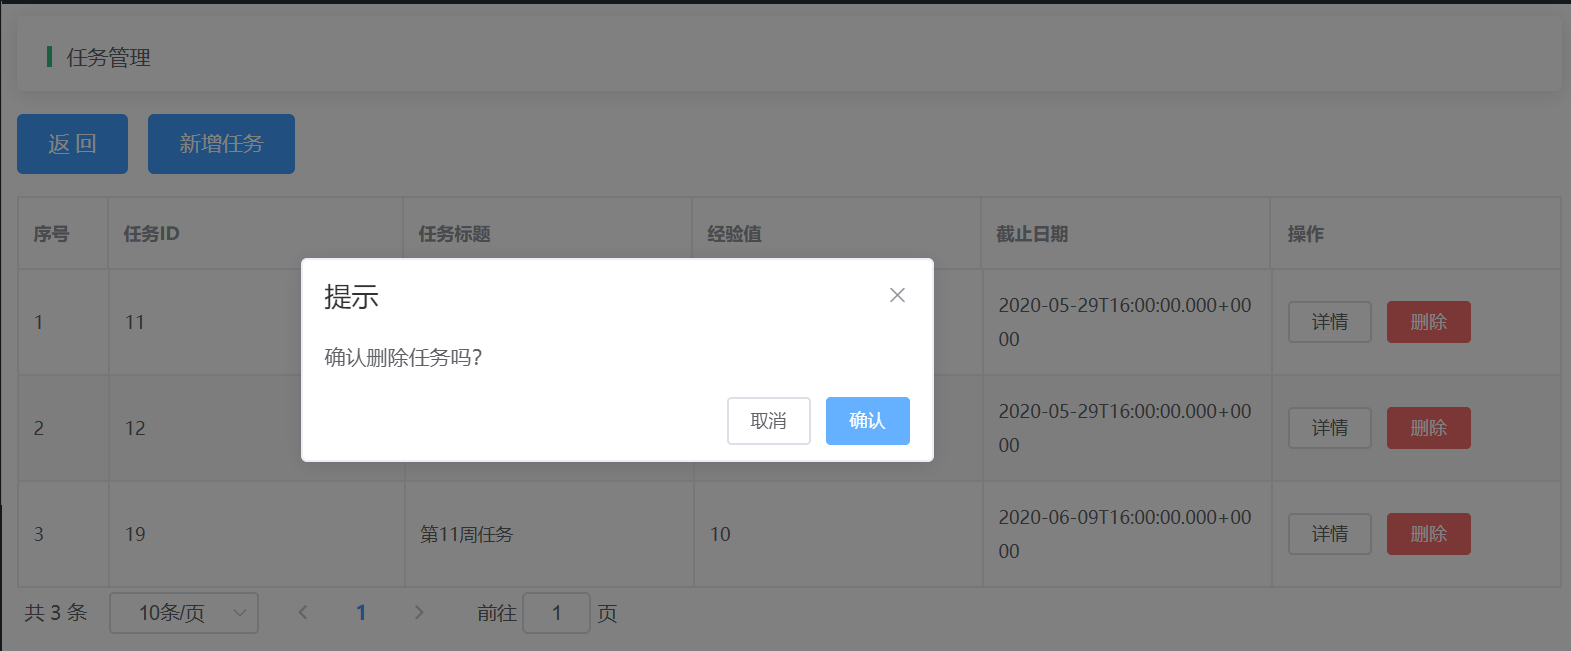 任务管理
返 回 新增任务
序号 任务ID 任务标题 经验值 截止日期 操作
提示
确认删除任务吗?
取消 确认
1 11 2020-05-29T16:00:00.000+00
00 详情 删除
2 12 2020-05-29T16:00:00.000+00
00 详情 删除
3 19 第11周任务 10 2020-06-09T16:00:00.000+00
00 详情 删除
共 3 条 10条/页 1 前往 1 页